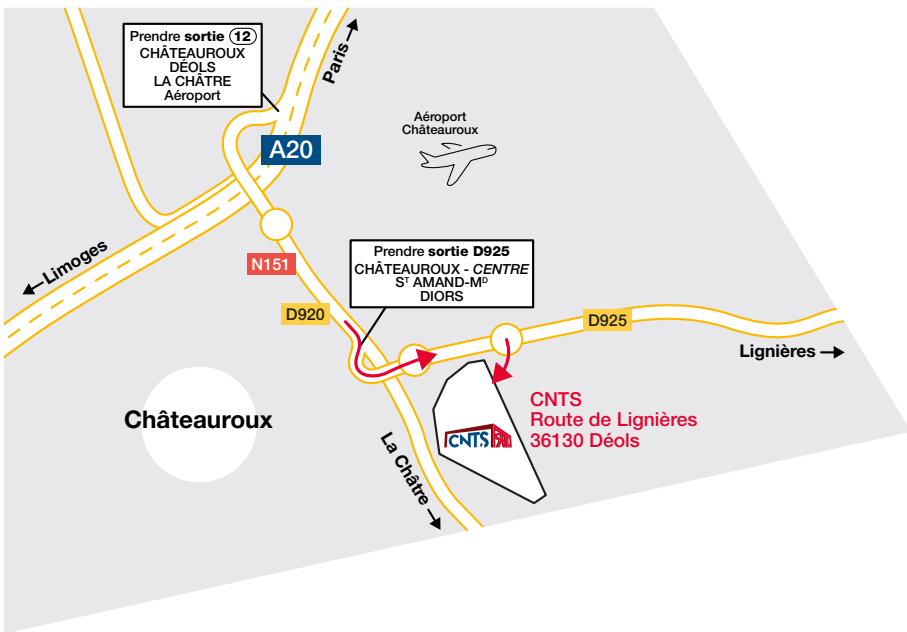 Prendre sortie 12
CHÂTEAUROUX
DÉOLS
LA CHÂTRE
Aéroport
Paris
A20
Aéroport
Châteauroux
Limoges
N151
Prendre sortie D925
CHÂTEAUROUX - CENTRE
Sᵀ AMAND-Mᴰ
DIORS
D920
D925
Lignières
Châteauroux
CNTS
Route de Lignières
36130 Déols
CNTS
La Châtre